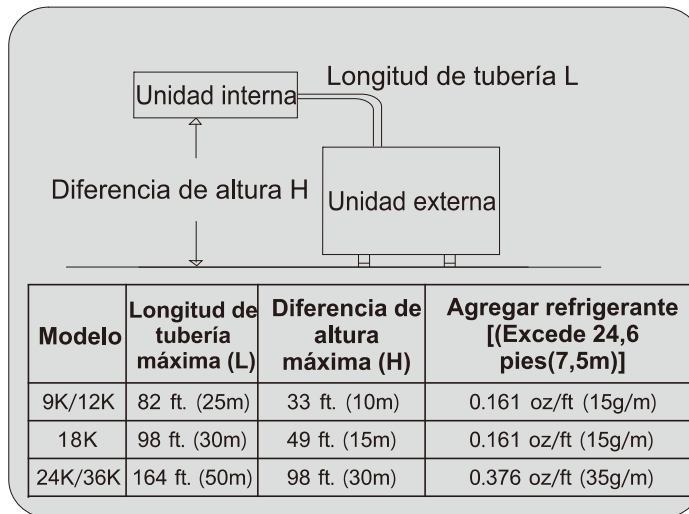 Longitud de tubería L
Unidad interna
Diferencia de altura H
Unidad externa
Modelo
Longitud de
tubería
máxima (L)
Diferencia de
altura
máxima (H)
Agregar refrigerante
[(Excede 24,6
pies(7,5m)]
9K/12K 82 ft. (25m) 33 ft. (10m) 0.161 oz/ft (15g/m)
18K 98 ft. (30m) 49 ft. (15m) 0.161 oz/ft (15g/m)
24K/36K 164 ft. (50m) 98 ft. (30m) 0.376 oz/ft (35g/m)